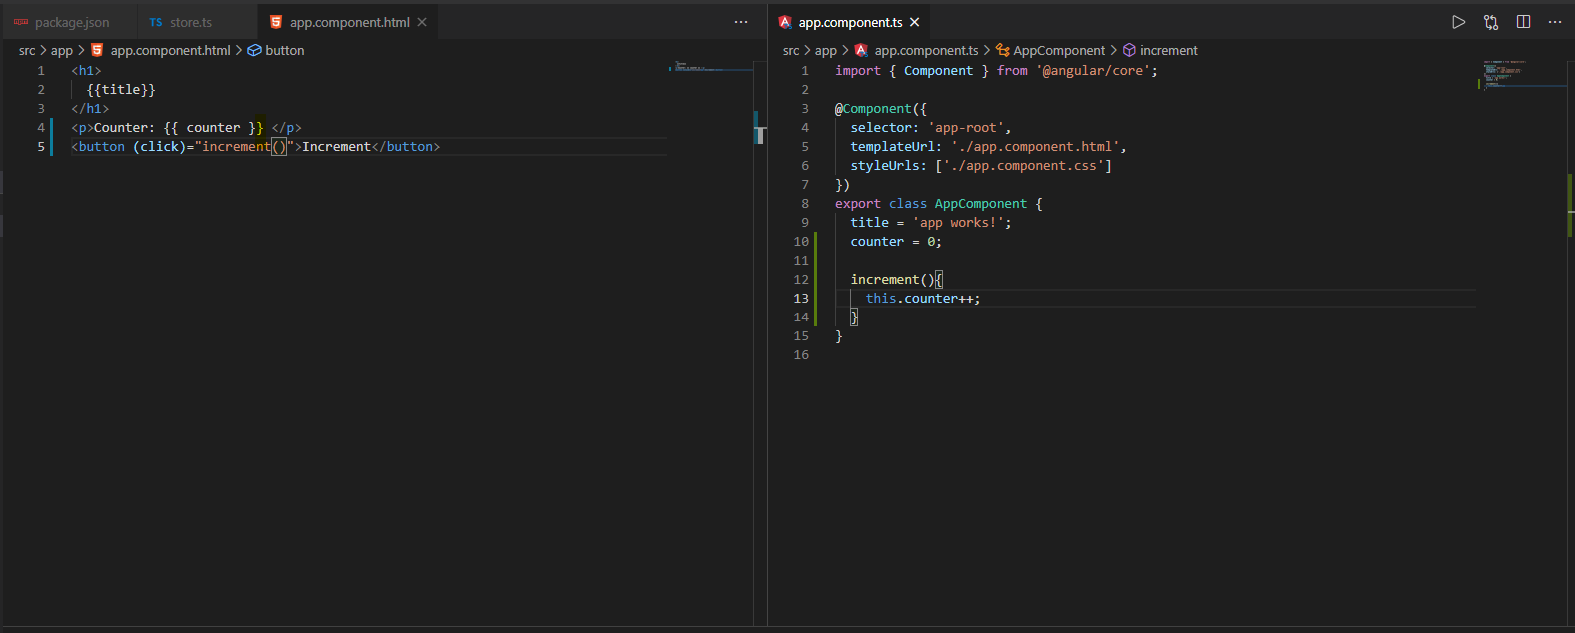 package.json
TS store.ts
app.component.html
src > app > app.component.html > button
1 <h1>
2 {{title}}
3 </h1>
4 <p>Counter: {{ counter }} </p>
5 <button (click)="increment()">Increment</button>
app.component.ts
src > app > app.component.ts > AppComponent > increment
1 import { Component } from '@angular/core';
2
3 @Component({
4 selector: 'app-root',
5 templateUrl: './app.component.html',
6 styleUrls: ['./app.component.css']
7 })
8 export class AppComponent {
9 title = 'app works!';
10 counter = 0;
11
12 increment(){
13 this.counter++;
14 }
15 }
16